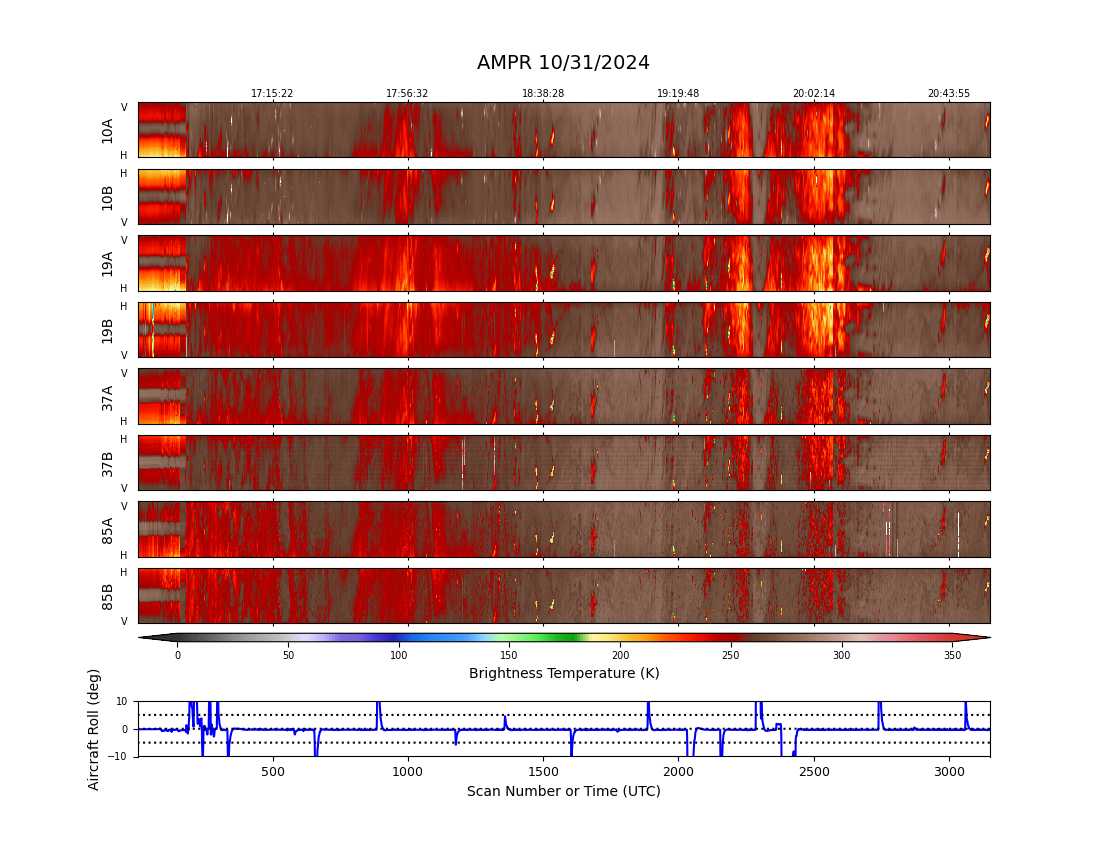 AMPR 10/31/2024
17:15:22 17:56:32 18:38:28 19:19:48 20:02:14 20:43:55
V
10A
H
H
10B
V
V
19A
H
H
19B
V
V
37A
H
H
37B
V
V
85A
H
H
85B
V
0 50 100 150 200 250 300 350
Brightness Temperature (K)
Aircraft Roll (deg)
10
0
−10
500 1000 1500 2000 2500 3000
Scan Number or Time (UTC)